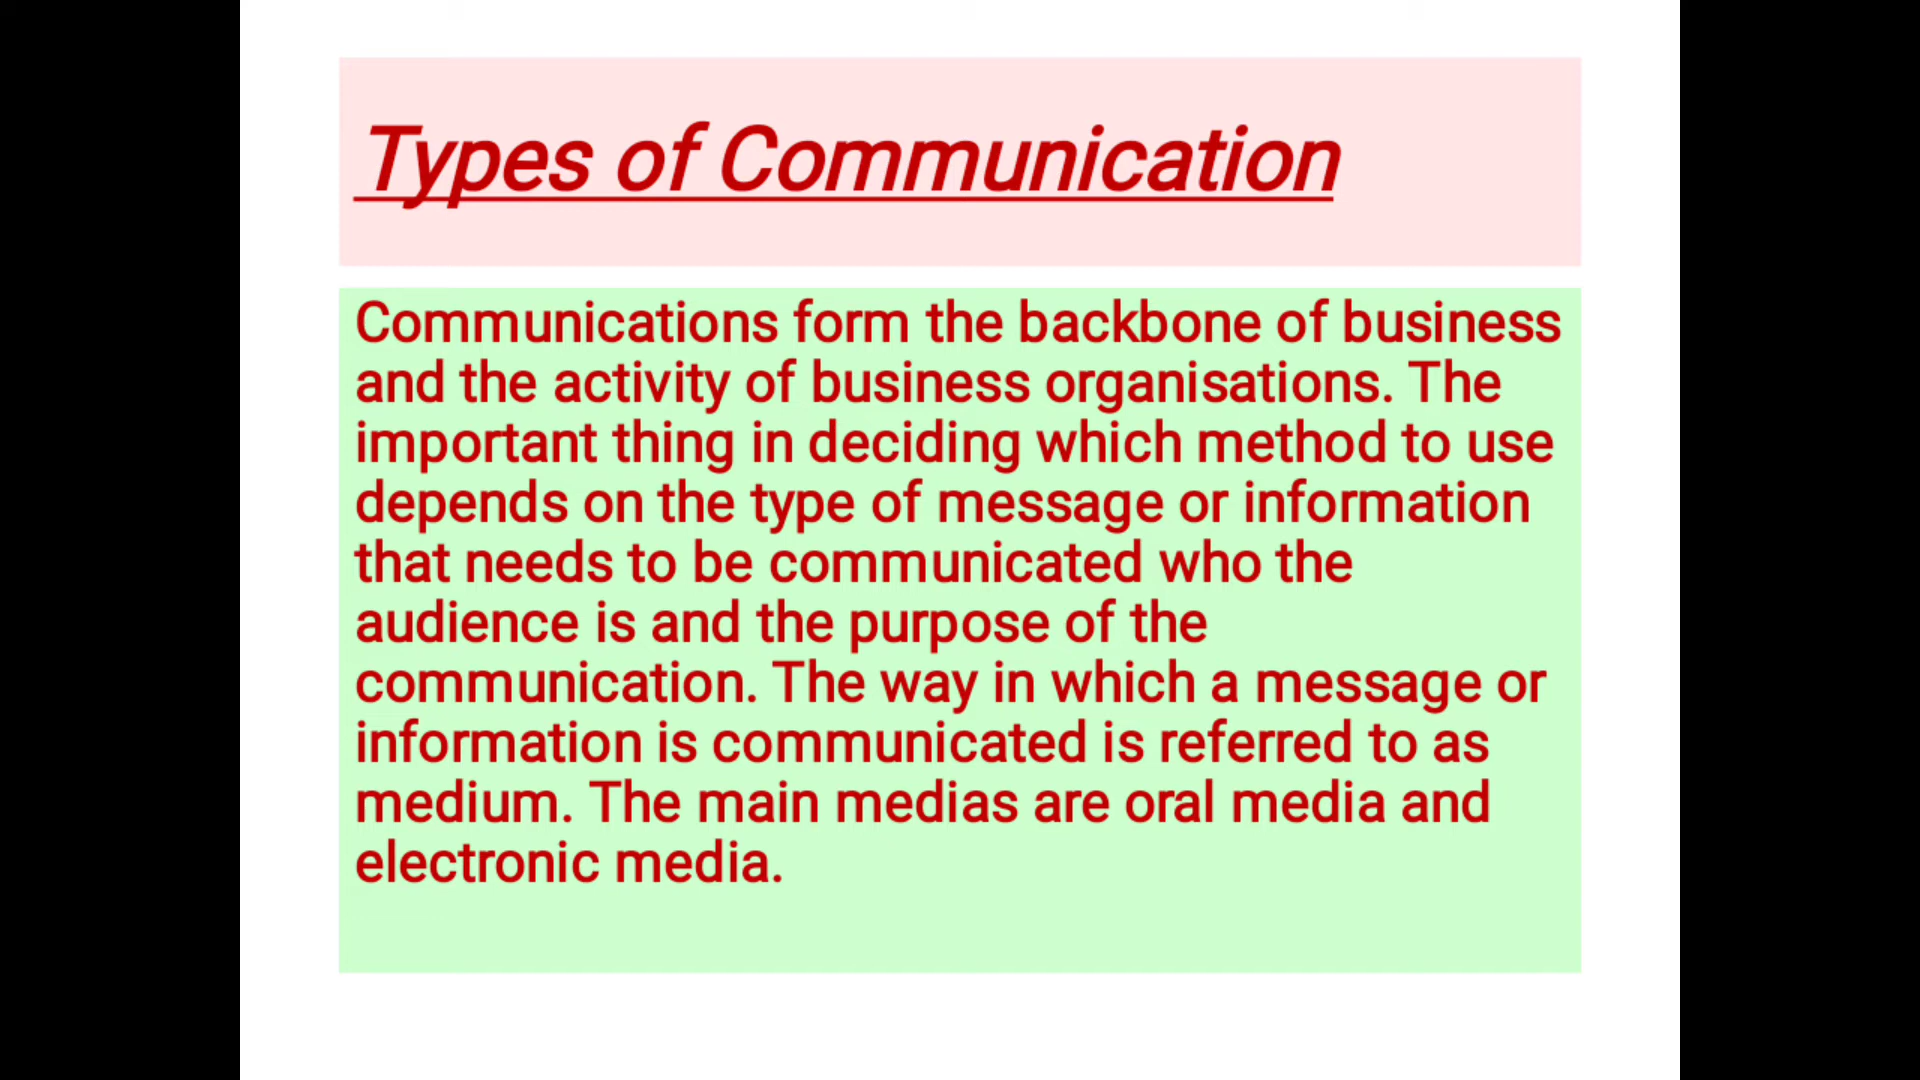 Types of Communication
Communications form the backbone of business
and the activity of business organisations. The
important thing in deciding which method to use
depends on the type of message or information
that needs to be communicated who the
audience is and the purpose of the
communication. The way in which a message or
information is communicated is referred to as
medium. The main medias are oral media and
electronic media.